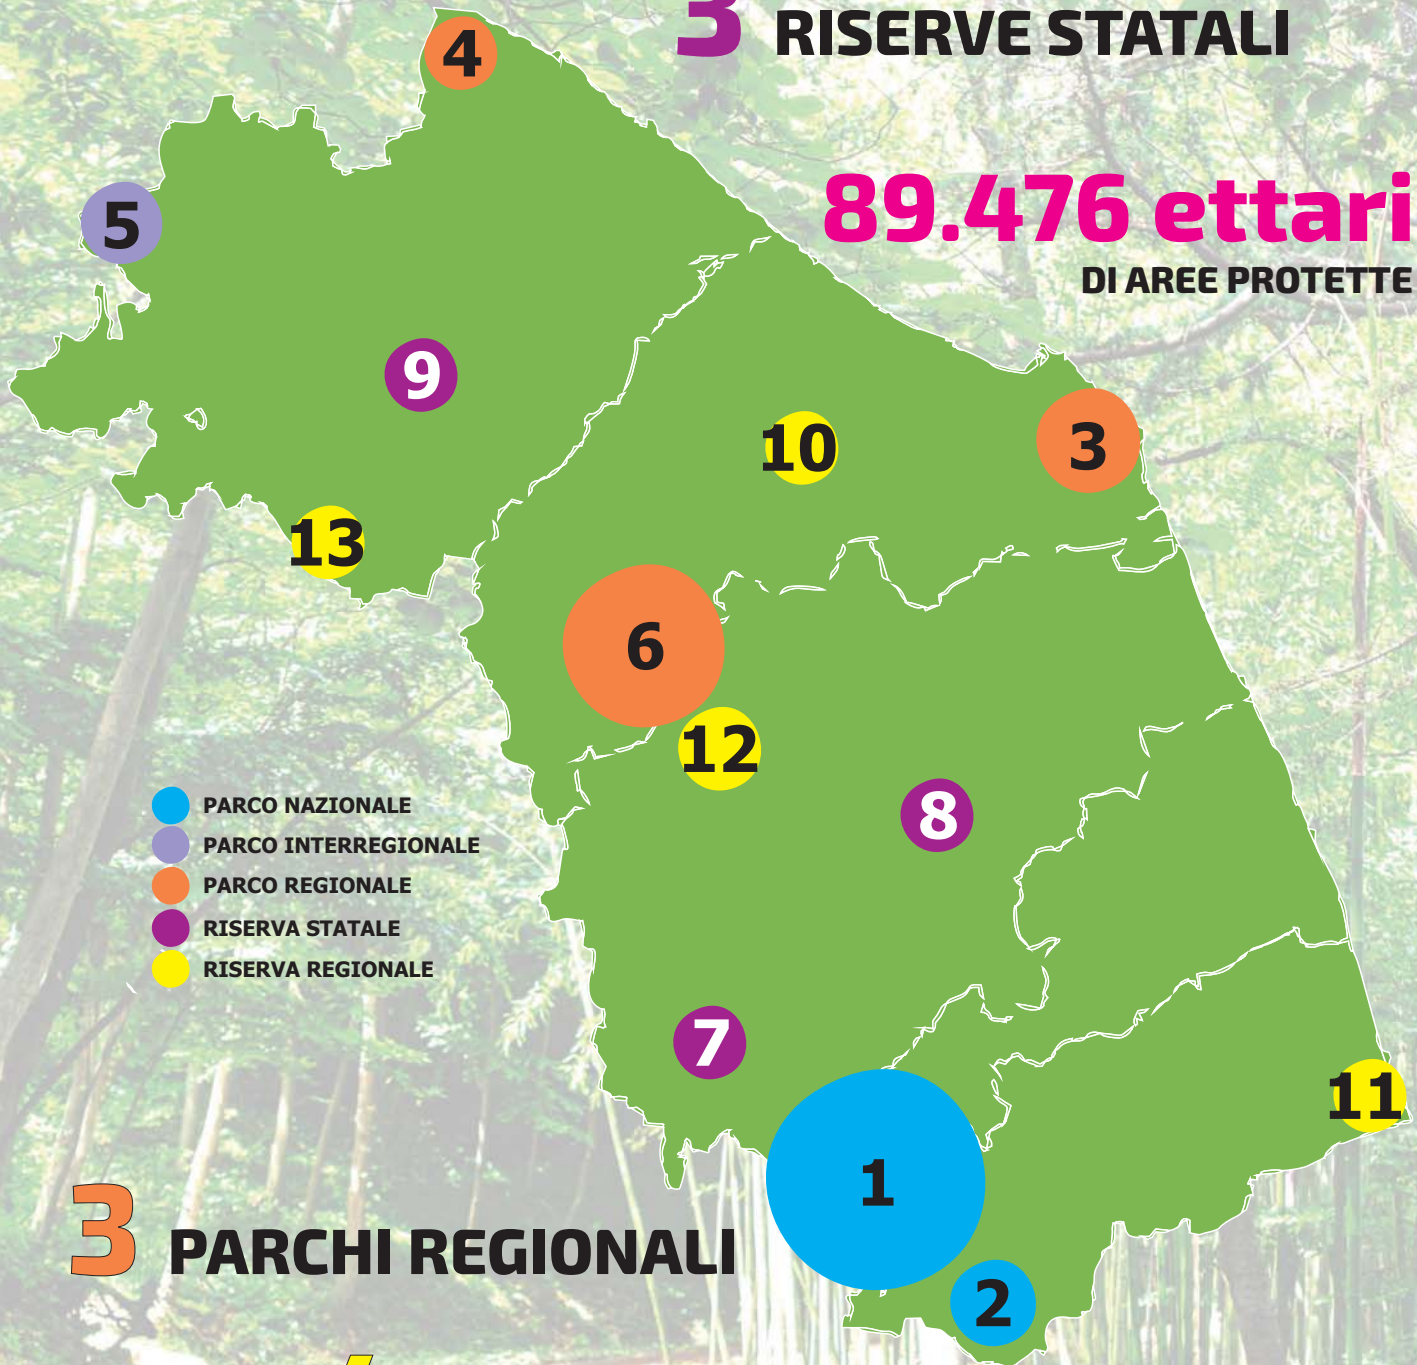 3 RISERVE STATALI
4
89.476 ettari
DI AREE PROTETTE
5
9
10
3
13
6
12
8
PARCO NAZIONALE
PARCO INTERREGIONALE
PARCO REGIONALE
RISERVA STATALE
RISERVA REGIONALE
7
11
1
3 PARCHI REGIONALI
2